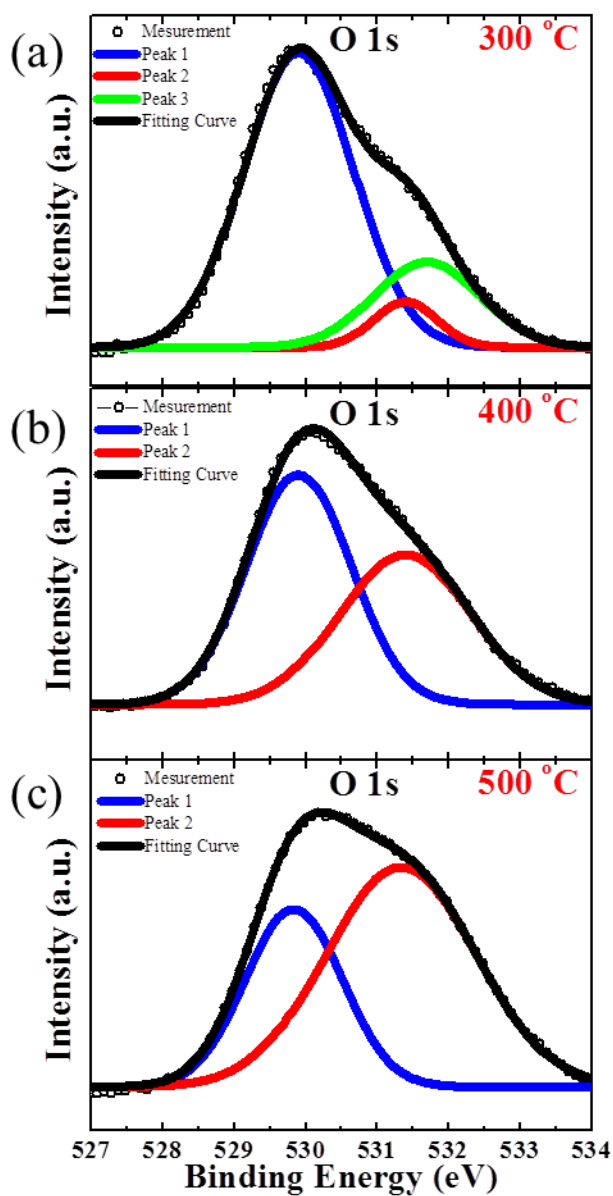 (a)
Mesurement
Peak 1
Peak 2
Peak 3
Fitting Curve
O 1s
300 °C
Intensity (a.u.)
(b)
Mesurement
Peak 1
Peak 2
Fitting Curve
O 1s
400 °C
Intensity (a.u.)
(c)
Mesurement
Peak 1
Peak 2
Fitting Curve
O 1s
500 °C
Intensity (a.u.)
527 528 529 530 531 532 533 534
Binding Energy (eV)